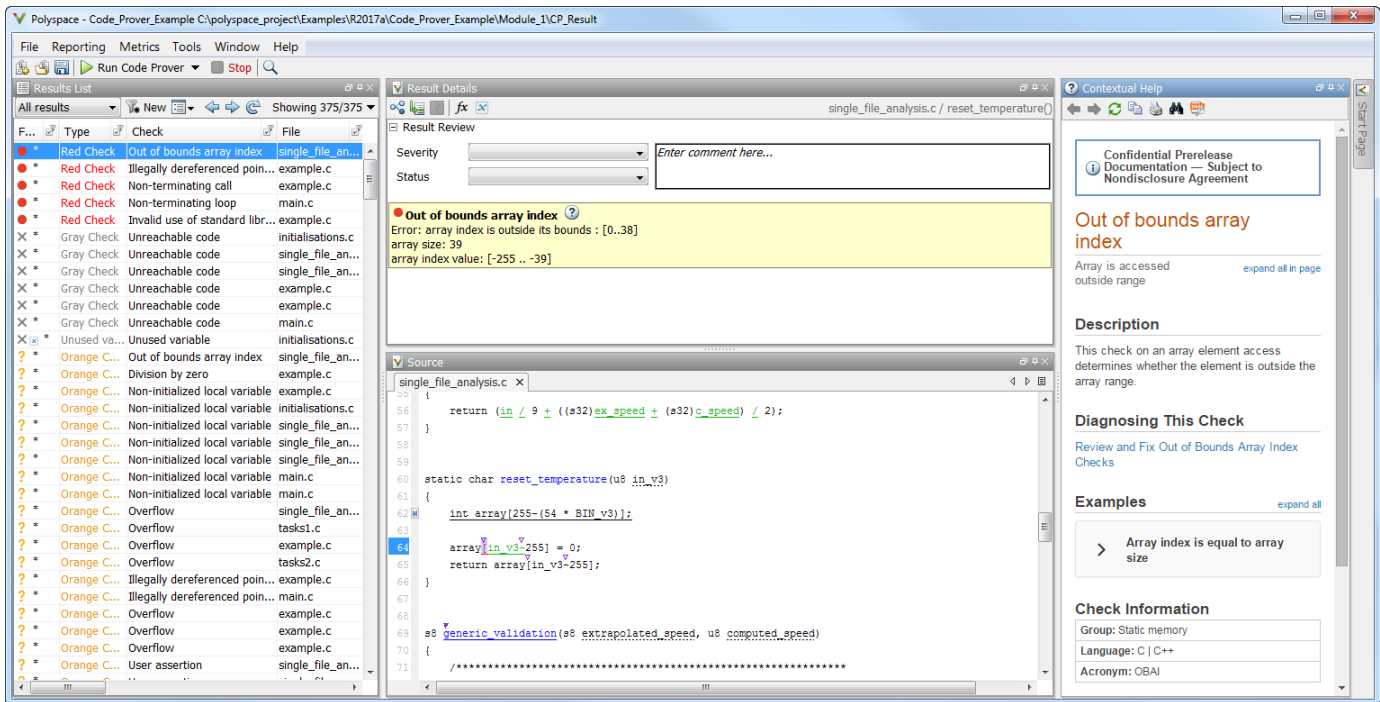 Polyspace - Code_Prover_Example C:\polyspace_project\Examples\R2017a\Code_Prover_Example\Module_1\CP_Result
File Reporting Metrics Tools Window Help
Run Code Prover Stop
Results List
All results New Showing 375/375
F... Type Check File
* Red Check Out of bounds array index single_file_an...
* Red Check Illegally dereferenced poin... example.c
* Red Check Non-terminating call example.c
* Red Check Non-terminating loop main.c
* Red Check Invalid use of standard libr... example.c
* Gray Check Unreachable code initialisations.c
* Gray Check Unreachable code single_file_an...
* Gray Check Unreachable code single_file_an...
* Gray Check Unreachable code example.c
* Gray Check Unreachable code example.c
* Gray Check Unreachable code main.c
* Unused va... Unused variable initialisations.c
? * Orange C... Out of bounds array index single_file_an...
? * Orange C... Division by zero example.c
? * Orange C... Non-initialized local variable example.c
? * Orange C... Non-initialized local variable initialisations.c
? * Orange C... Non-initialized local variable single_file_an...
? * Orange C... Non-initialized local variable single_file_an...
? * Orange C... Non-initialized local variable single_file_an...
? * Orange C... Non-initialized local variable main.c
? * Orange C... Non-initialized local variable main.c
? * Orange C... Overflow single_file_an...
? * Orange C... Overflow tasks1.c
? * Orange C... Overflow example.c
? * Orange C... Overflow tasks2.c
? * Orange C... Illegally dereferenced poin... example.c
? * Orange C... Illegally dereferenced poin... main.c
? * Orange C... Overflow example.c
? * Orange C... Overflow example.c
? * Orange C... Overflow example.c
? * Orange C... User assertion single_file_an...
Result Details
fx single_file_analysis.c / reset_temperature()
Result Review
Severity Enter comment here...
Status
Out of bounds array index ?
Error: array index is outside its bounds : [0..38]
array size: 39
array index value: [-255 .. -39]
Source
single_file_analysis.c
55 {
56 return (in / 9 + ((s32)ex_speed + (s32)c_speed) / 2);
57 }
58
59
60 static char reset_temperature(u8 in_v3)
61 {
62 int array[255-(54 * BIN_v3)];
63
64 array[in_v3-255] = 0;
65 return array[in_v3-255];
66 }
67
68
69 s8 generic_validation(s8 extrapolated_speed, u8 computed_speed)
70 {
71 /*****************************************************************
Contextual Help
Confidential Prerelease
Documentation — Subject to
Nondisclosure Agreement
Out of bounds array
index
Array is accessed
outside range
expand all in page
Description
This check on an array element access
determines whether the element is outside the
array range.
Diagnosing This Check
Review and Fix Out of Bounds Array Index
Checks
Examples expand all
Array index is equal to array
size
Check Information
Group: Static memory
Language: C | C++
Acronym: OBAI
Start Page